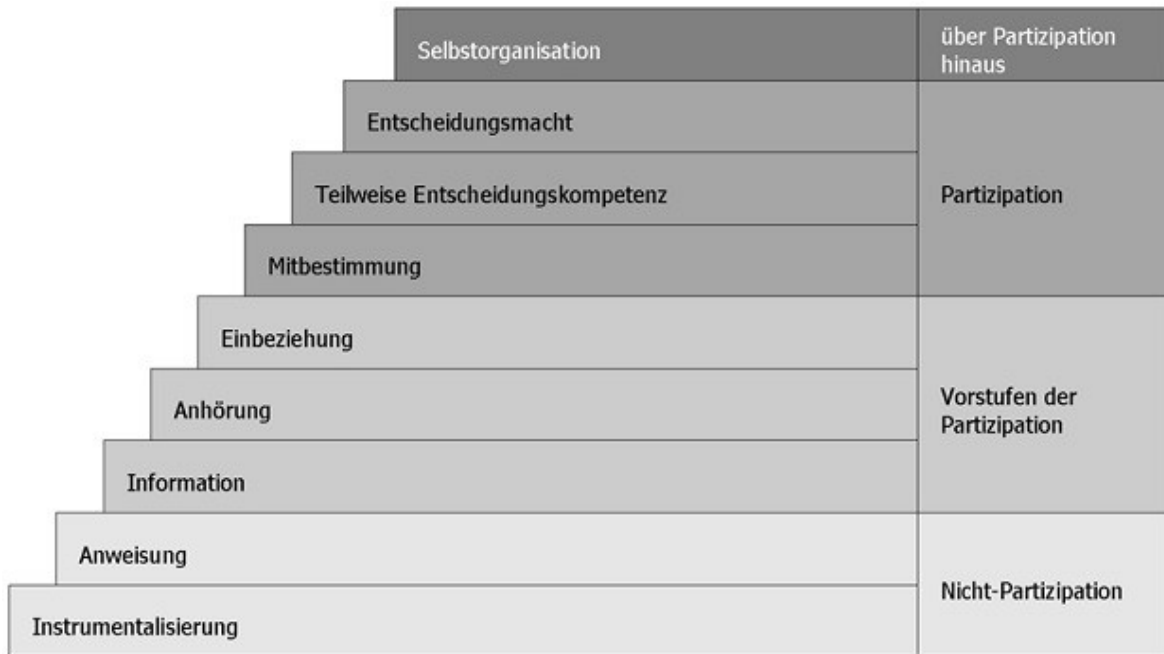 Selbstorganisation
über Partizipation
hinaus
Entscheidungsmacht
Teilweise Entscheidungskompetenz
Partizipation
Mitbestimmung
Einbeziehung
Anhörung
Vorstufen der
Partizipation
Information
Anweisung
Nicht-Partizipation
Instrumentalisierung